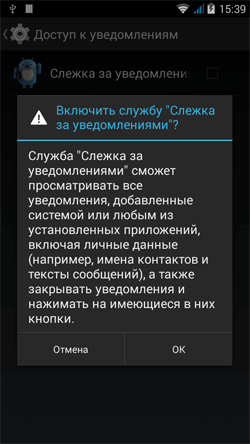 15:39
Доступ к уведомлениям
Слежка за уведомлени
Включить службу "Слежка
за уведомлениями"?
Служба "Слежка за
уведомлениями" сможет
просматривать все
уведомления, добавленные
системой или любым из
установленных приложений,
включая личные данные
(например, имена контактов и
тексты сообщений), а также
закрывать уведомления и
нажимать на имеющиеся в них
кнопки.
Отмена
OK